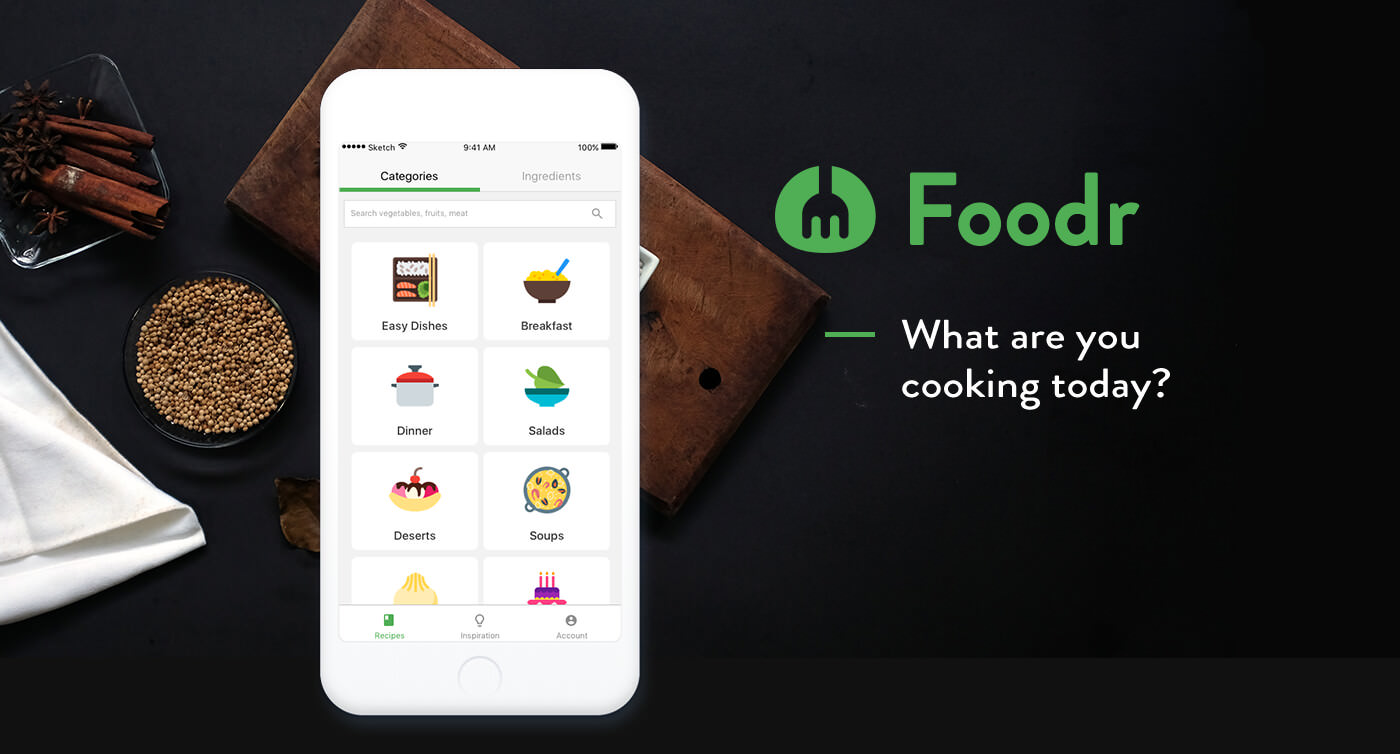 Sketch 9:41 AM 100%
Categories Ingredients
Search vegetables, fruits, meat
Easy Dishes Breakfast
Dinner Salads
Deserts Soups
Recipes Inspiration Account
Foodr
What are you
cooking today?